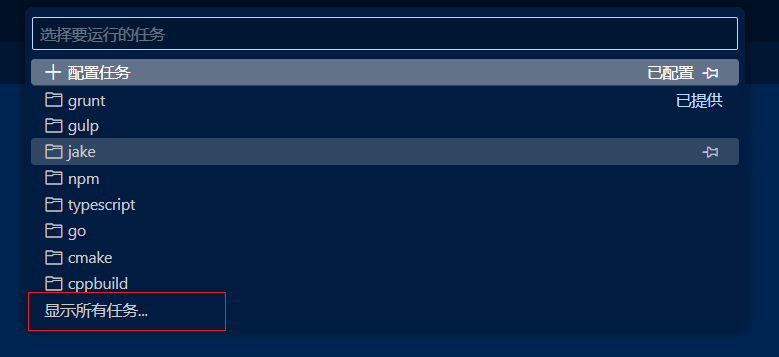 选择要运行的任务
配置任务 已配置
grunt 已提供
gulp
jake
npm
typescript
go
cmake
cppbuild
显示所有任务...